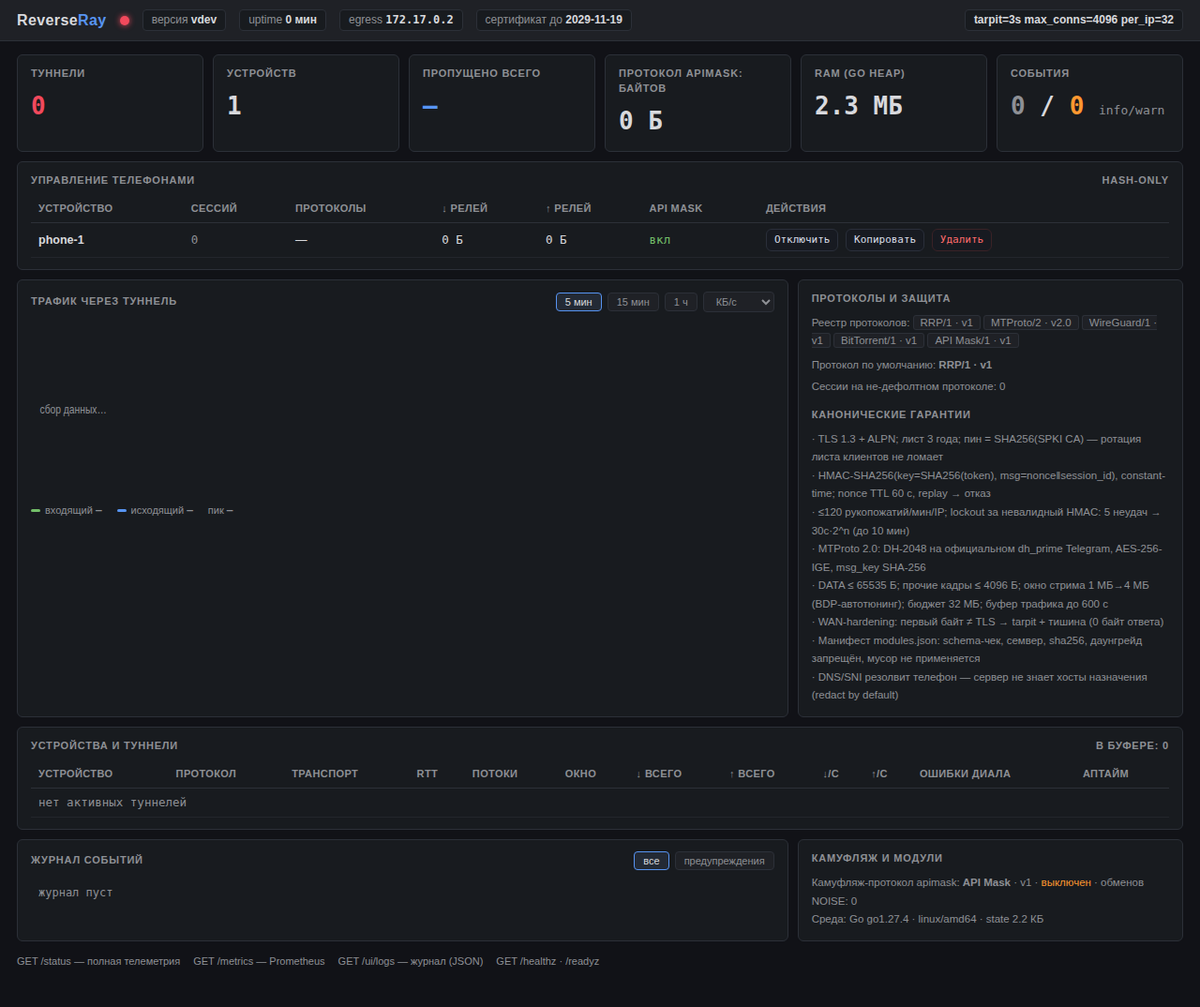 ReverseRay версия vdev uptime 0 мин egress 172.17.0.2 сертификат до 2029-11-19 tarpit=3s max_conns=4096 per_ip=32
ТУННЕЛИ
0
УСТРОЙСТВ
1
ПРОПУЩЕНО ВСЕГО
—
ПРОТОКОЛ APIMASK:
БАЙТОВ
0 Б
RAM (GO HEAP)
2.3 МБ
СОБЫТИЯ
0 / 0 info/warn
УПРАВЛЕНИЕ ТЕЛЕФОНАМИ HASH-ONLY
УСТРОЙСТВО СЕССИЙ ПРОТОКОЛЫ ↓ РЕЛЕЙ ↑ РЕЛЕЙ API MASK ДЕЙСТВИЯ
phone-1 0 — 0 Б 0 Б вкл Отключить Копировать Удалить
ТРАФИК ЧЕРЕЗ ТУННЕЛЬ 5 мин 15 мин 1 ч КБ/с
сбор данных…
входящий — исходящий — пик —
ПРОТОКОЛЫ И ЗАЩИТА
Реестр протоколов: RRP/1 · v1 MTProto/2 · v2.0 WireGuard/1 ·
v1 BitTorrent/1 · v1 API Mask/1 · v1
Протокол по умолчанию: RRP/1 · v1
Сессии на не-дефолтном протоколе: 0
КАНОНИЧЕСКИЕ ГАРАНТИИ
· TLS 1.3 + ALPN; лист 3 года; пин = SHA256(SPKI CA) — ротация
листа клиентов не ломает
· HMAC-SHA256(key=SHA256(token), msg=nonce‖session_id), constant-
time; nonce TTL 60 с, replay → отказ
· ≤120 рукопожатий/мин/IP; lockout за невалидный HMAC: 5 неудач →
30с·2^n (до 10 мин)
· MTProto 2.0: DH-2048 на официальном dh_prime Telegram, AES-256-
IGE, msg_key SHA-256
· DATA ≤ 65535 Б; прочие кадры ≤ 4096 Б; окно стрима 1 МБ→4 МБ
(BDP-автотюнинг); бюджет 32 МБ; буфер трафика до 600 с
· WAN-hardening: первый байт ≠ TLS → tarpit + тишина (0 байт ответа)
· Манифест modules.json: schema-чек, семвер, sha256, даунгрейд
запрещён, мусор не применяется
· DNS/SNI резолвит телефон — сервер не знает хосты назначения
(redact by default)
УСТРОЙСТВА И ТУННЕЛИ В БУФЕРЕ: 0
УСТРОЙСТВО ПРОТОКОЛ ТРАНСПОРТ RTT ПОТОКИ ОКНО ↓ ВСЕГО ↑ ВСЕГО ↓/С ↑/С ОШИБКИ ДИАЛА АПТАЙМ
нет активных туннелей
ЖУРНАЛ СОБЫТИЙ все предупреждения
журнал пуст
КАМУФЛЯЖ И МОДУЛИ
Камуфляж-протокол apimask: API Mask · v1 · выключен · обменов
NOISE: 0
Среда: Go go1.27.4 · linux/amd64 · state 2.2 КБ
GET /status — полная телеметрия GET /metrics — Prometheus GET /ui/logs — журнал (JSON) GET /healthz · /readyz